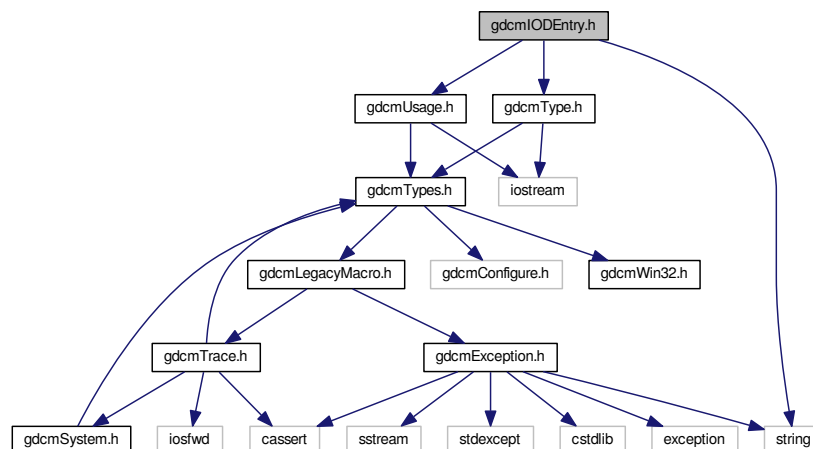 gdcmIODEntry.h
gdcmUsage.h
gdcmType.h
gdcmTypes.h
iostream
gdcmLegacyMacro.h
gdcmConfigure.h
gdcmWin32.h
gdcmTrace.h
gdcmException.h
gdcmSystem.h
iosfwd
cassert
sstream
stdexcept
cstdlib
exception
string